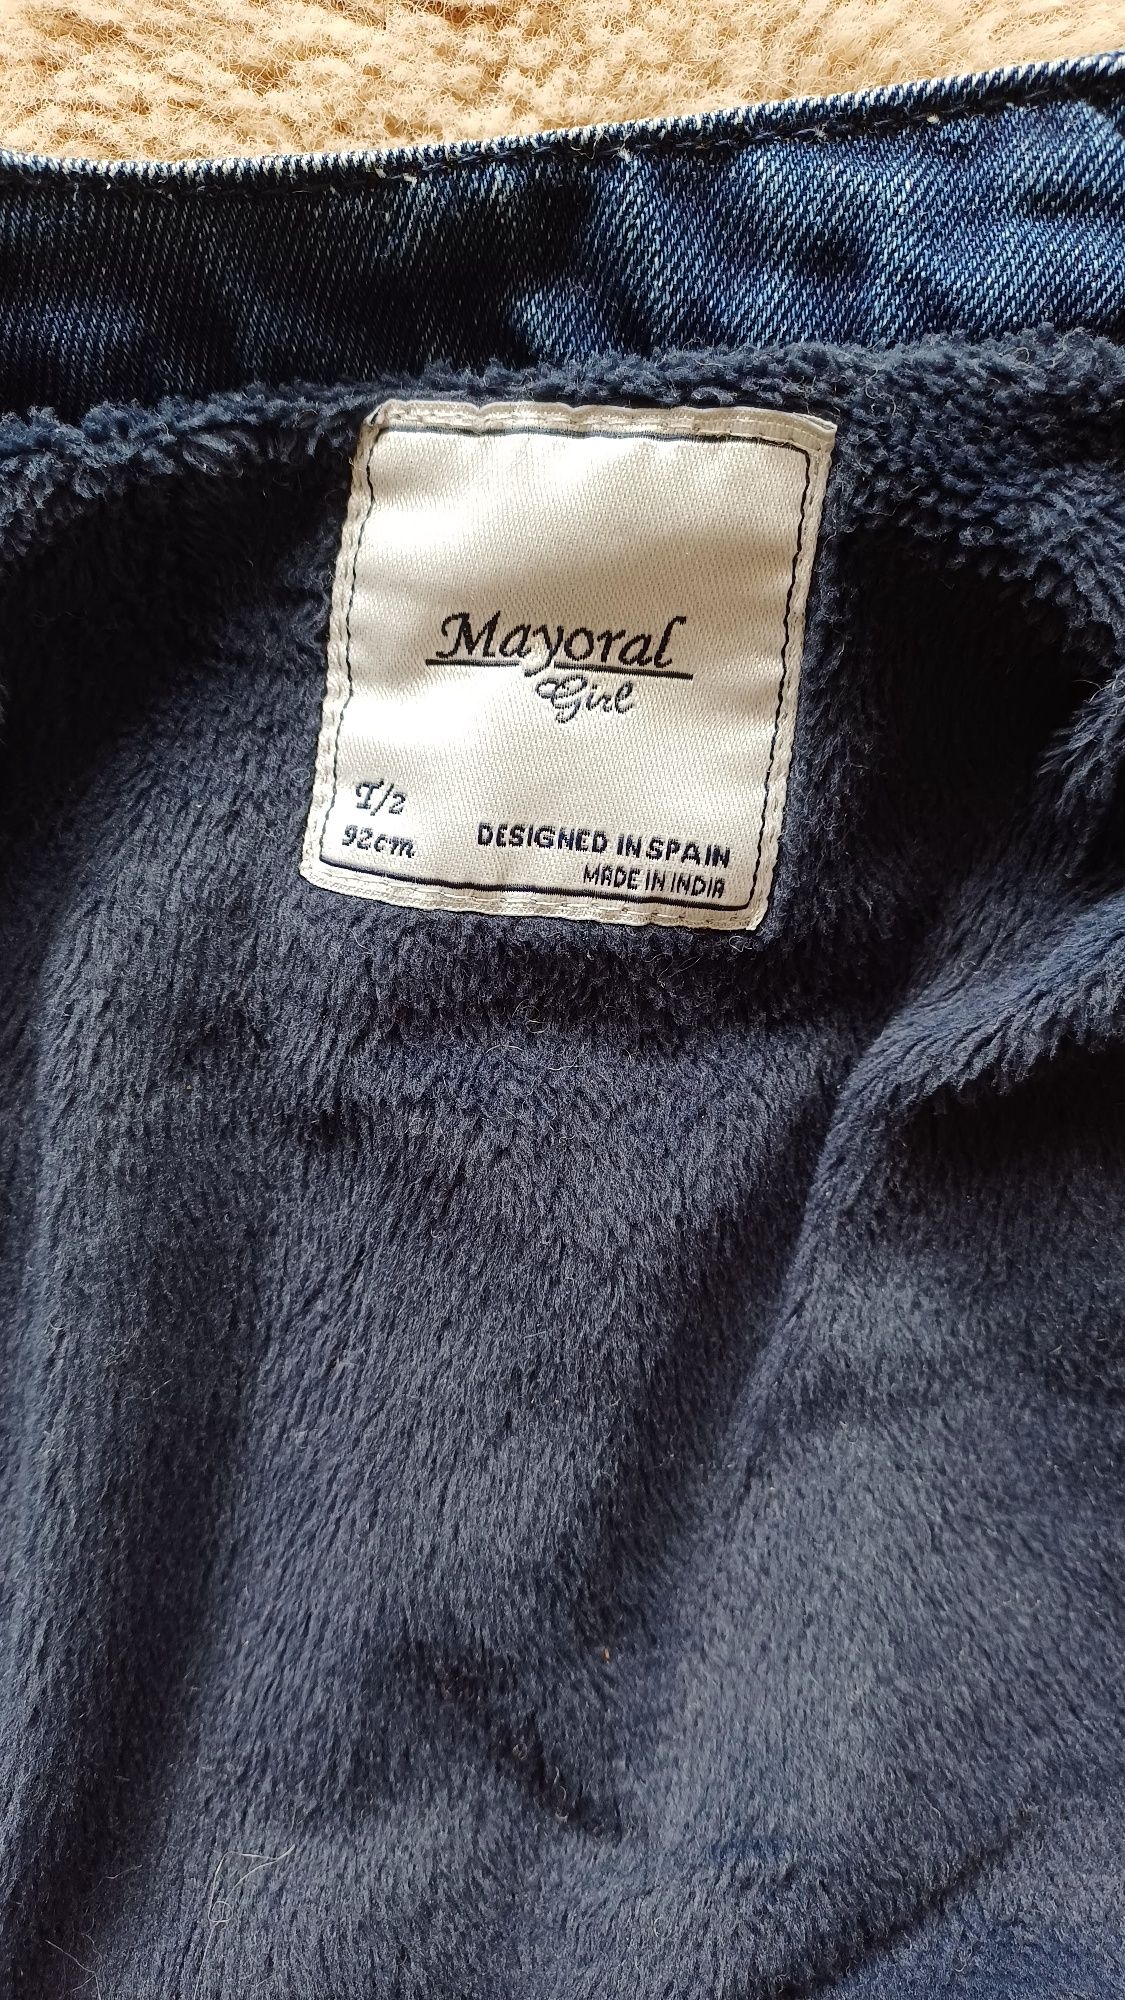 Mayoral
Girl
T/2
92cm
DESIGNED IN SPAIN
MADE IN INDIA